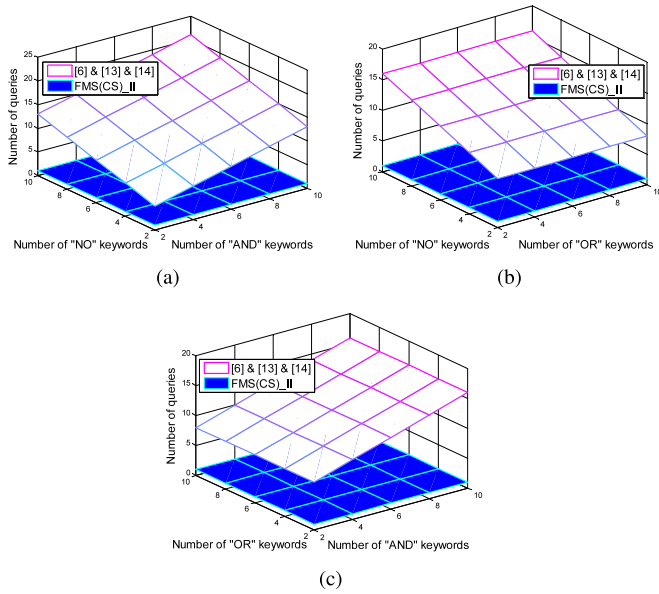 25
20
15
10
5
0
Number of queries
[6] & [13] & [14]
FMS(CS)_II
10
8
6
4
2
2
4
6
8
10
Number of "NO" keywords
Number of "AND" keywords
(a)
20
15
10
5
0
Number of queries
[6] & [13] & [14]
FMS(CS)_II
10
8
6
4
2
2
4
6
8
10
Number of "NO" keywords
Number of "OR" keywords
(b)
20
15
10
5
0
Number of queries
[6] & [13] & [14]
FMS(CS)_II
10
8
6
4
2
2
4
6
8
10
Number of "OR" keywords
Number of "AND" keywords
(c)